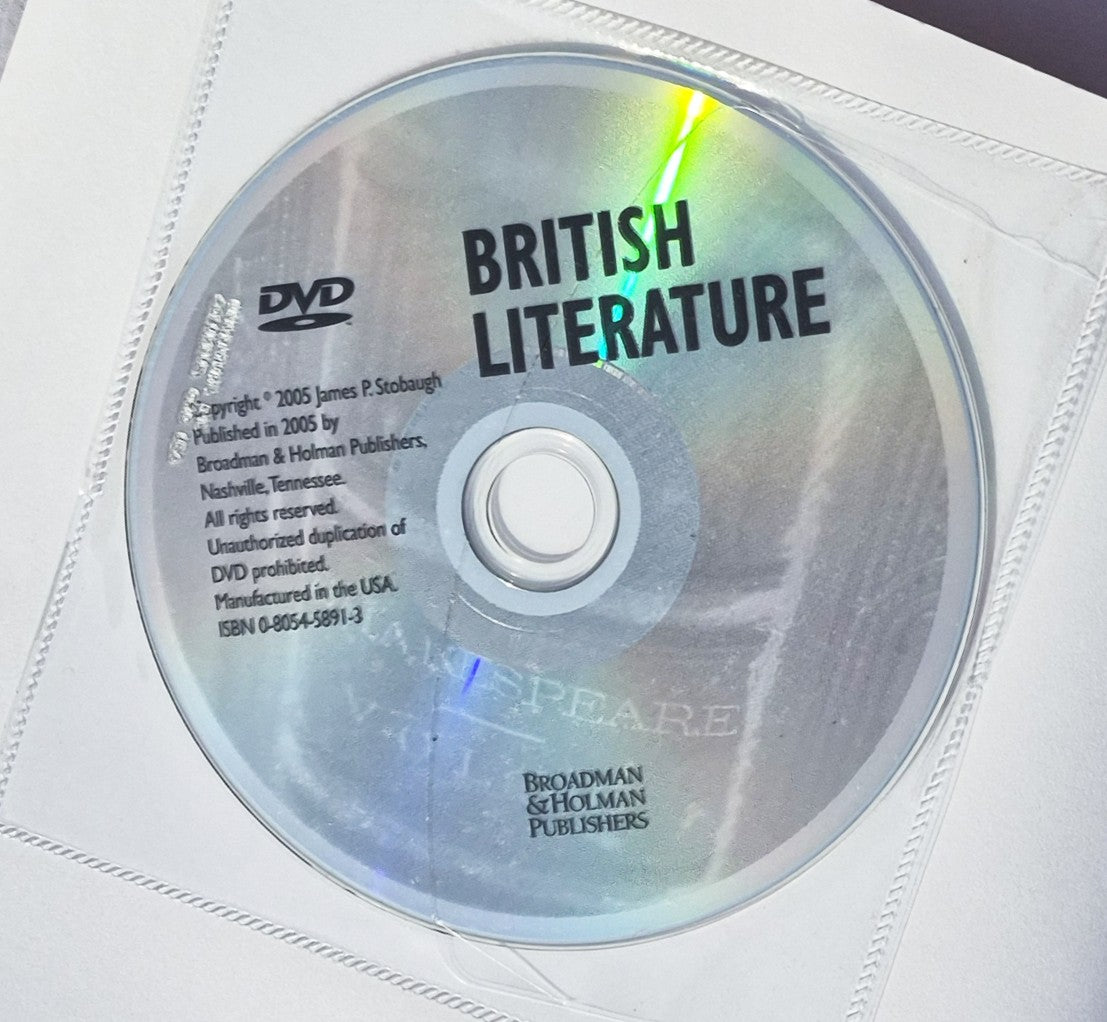 BRITISH
LITERATURE
DVD
Copyright © 2005 James P. Stobaugh
Published in 2005 by
Broadman & Holman Publishers,
Nashville, Tennessee.
All rights reserved.
Unauthorized duplication of
DVD prohibited.
Manufactured in the USA.
ISBN 0-8054-5891-3
AKESPEARE
BROADMAN
& HOLMAN
PUBLISHERS